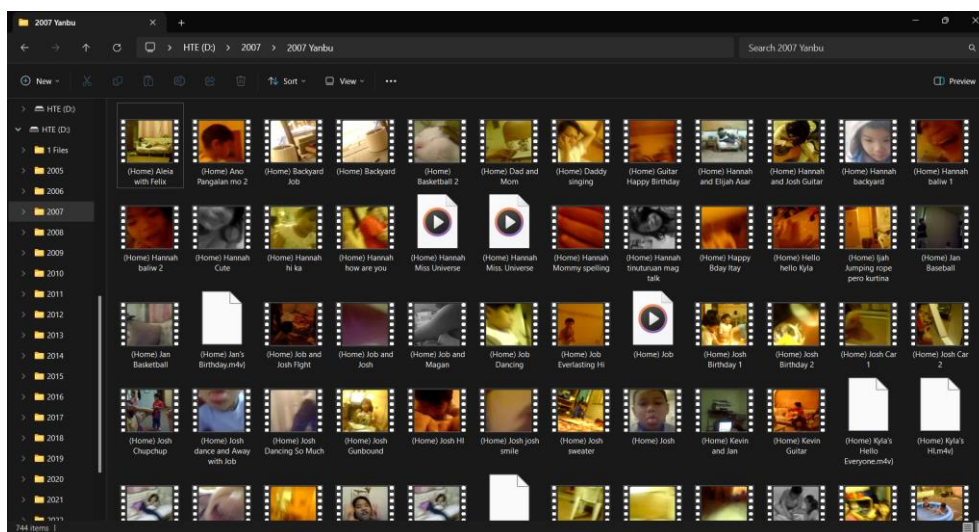 2007 Yanbu
HTE (D:)
2007
2007 Yanbu
Search 2007 Yanbu
New
Sort
View
Preview
HTE (D:)
HTE (D:)
1 Files
2005
2006
2007
2008
2009
2010
2011
2012
2013
2014
2015
2016
2017
2018
2019
2020
2021
2022
(Home) Aleia
with Felix
(Home) Ano
Pangalan mo 2
(Home) Backyard
Job
(Home) Backyard
(Home)
Basketball 2
(Home) Dad and
Mom
(Home) Daddy
singing
(Home) Guitar
Happy Birthday
(Home) Hannah
and Elijah Asar
(Home) Hannah
and Josh Guitar
(Home) Hannah
backyard
(Home) Hannah
baliw 1
(Home) Hannah
baliw 2
(Home) Hannah
Cute
(Home) Hannah
hi ka
(Home) Hannah
how are you
(Home) Hannah
Miss Universe
(Home) Hannah
Miss. Universe
(Home) Hannah
Mommy spelling
(Home) Hannah
tinuturuan mag
talk
(Home) Happy
Bday Itay
(Home) Hello
hello Kyla
(Home) Ijah
Jumping rope
pero kurtina
(Home) Jan
Baseball
(Home) Jan
Basketball
(Home) Jan's
Birthday.m4v)
(Home) Job and
Josh FIght
(Home) Job and
Josh
(Home) Job and
Magan
(Home) Job
Dancing
(Home) Job
Everlasting Hi
(Home) Job
(Home) Josh
Birthday 1
(Home) Josh
Birthday 2
(Home) Josh Car
1
(Home) Josh Car
2
(Home) Josh
Chupchup
(Home) Josh
dance and Away
with Job
(Home) Josh
Dancing So Much
(Home) Josh
Gunbound
(Home) Josh HI
(Home) Josh josh
smile
(Home) Josh
sweater
(Home) Josh
(Home) Kevin
and Jan
(Home) Kevin
Guitar
(Home) Kyla's
Hello
Everyone.m4v)
(Home) Kyla's
HI.m4v)
744 items